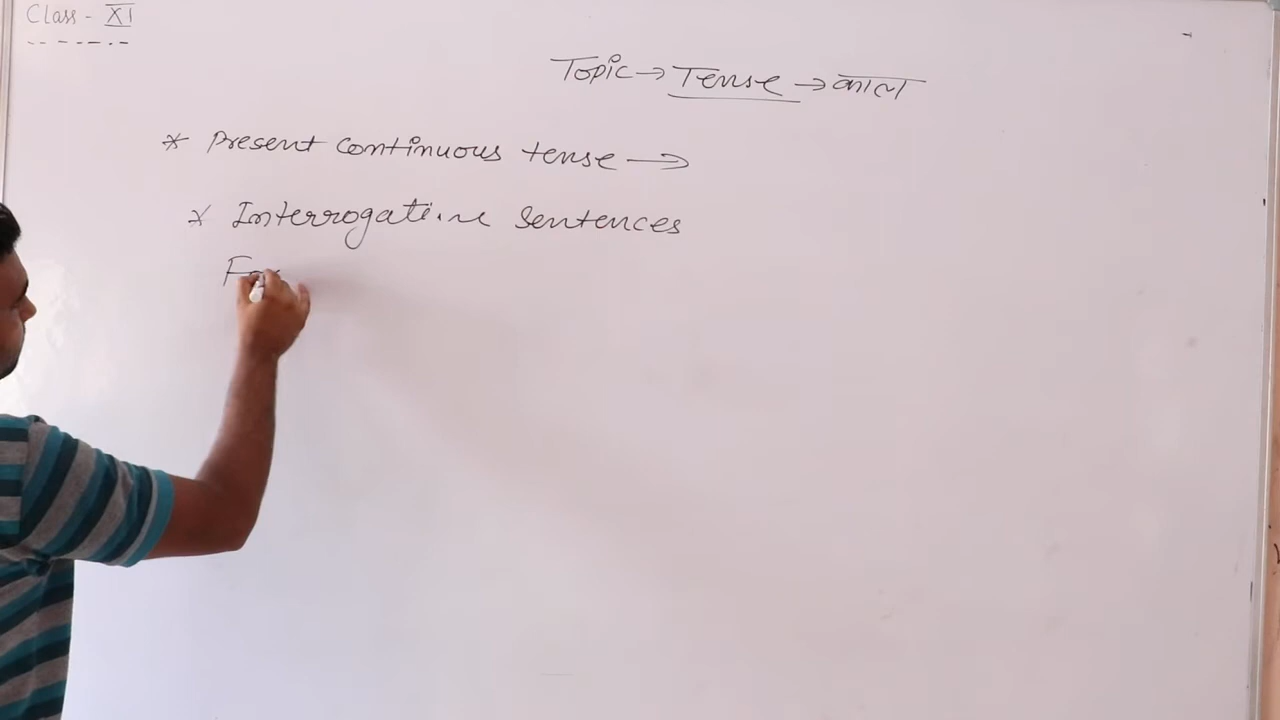 Class - XI
Topic → Tense → काल
* Present continuous tense →
* Interrogative sentences